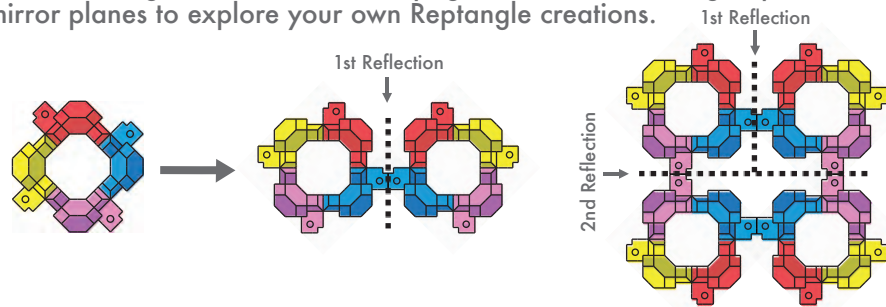 mirror planes to explore your own Reptangle creations.
1st Reflection
1st Reflection
2nd Reflection